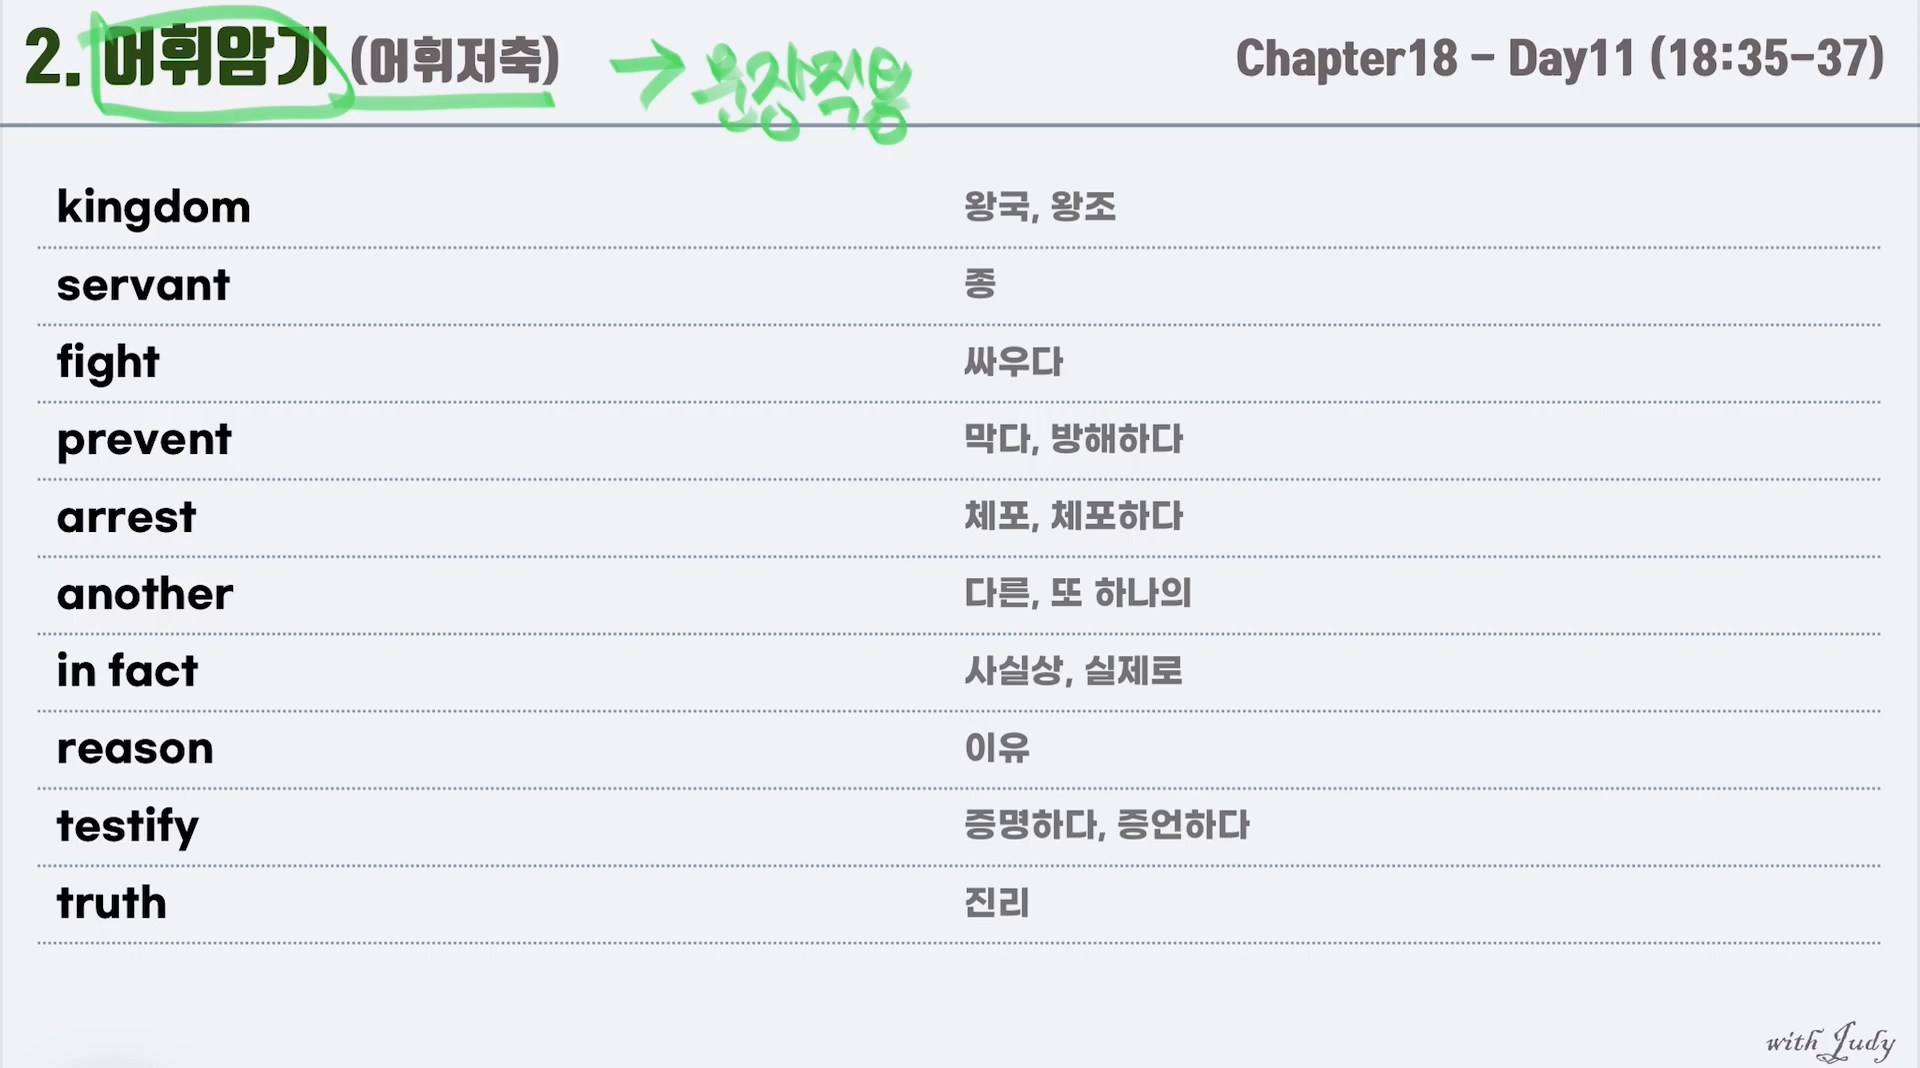 2. 어휘암기 (어휘저축) → 문장적용 Chapter18 - Day11 (18:35-37)
kingdom 왕국, 왕조
servant 종
fight 싸우다
prevent 막다, 방해하다
arrest 체포, 체포하다
another 다른, 또 하나의
in fact 사실상, 실제로
reason 이유
testify 증명하다, 증언하다
truth 진리
with Judy